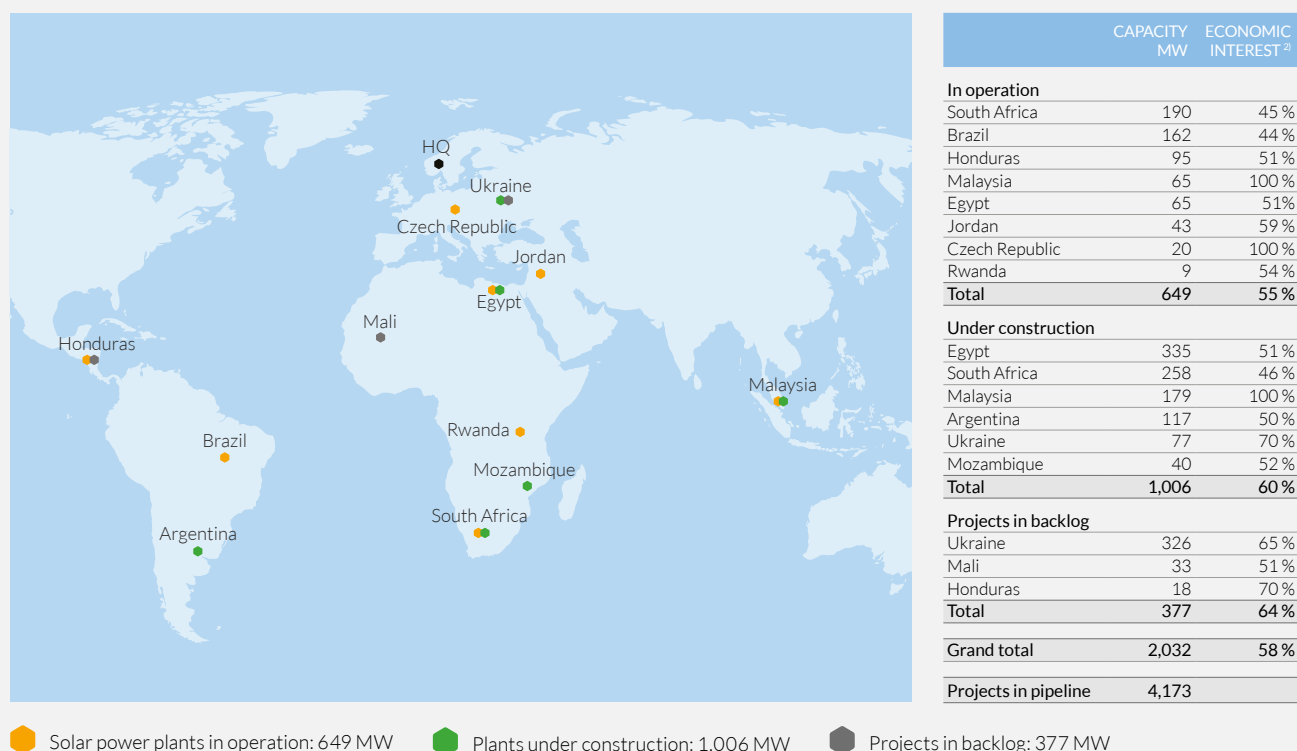 HQ
Ukraine
Czech Republic
Jordan
Egypt
Mali
Honduras
Malaysia
Rwanda
Brazil
Mozambique
South Africa
Argentina
CAPACITY MW ECONOMIC INTEREST 2)
In operation
South Africa 190 45 %
Brazil 162 44 %
Honduras 95 51 %
Malaysia 65 100 %
Egypt 65 51%
Jordan 43 59 %
Czech Republic 20 100 %
Rwanda 9 54 %
Total 649 55 %
Under construction
Egypt 335 51 %
South Africa 258 46 %
Malaysia 179 100 %
Argentina 117 50 %
Ukraine 77 70 %
Mozambique 40 52 %
Total 1,006 60 %
Projects in backlog
Ukraine 326 65 %
Mali 33 51 %
Honduras 18 70 %
Total 377 64 %
Grand total 2,032 58 %
Projects in pipeline 4,173
Solar power plants in operation: 649 MW
Plants under construction: 1,006 MW
Projects in backlog: 377 MW